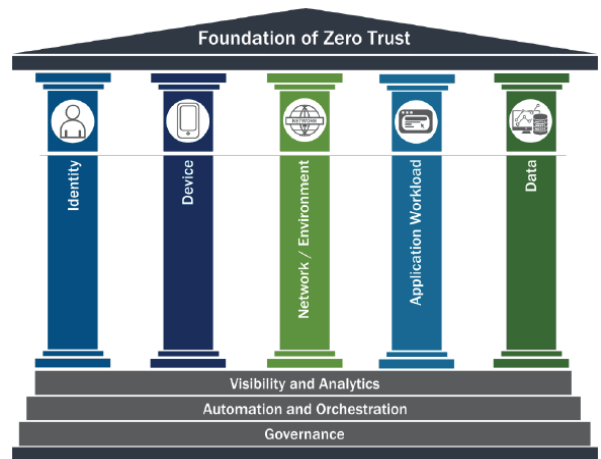 Foundation of Zero Trust
Identity
Device
Network / Environment
Application Workload
Data
Visibility and Analytics
Automation and Orchestration
Governance